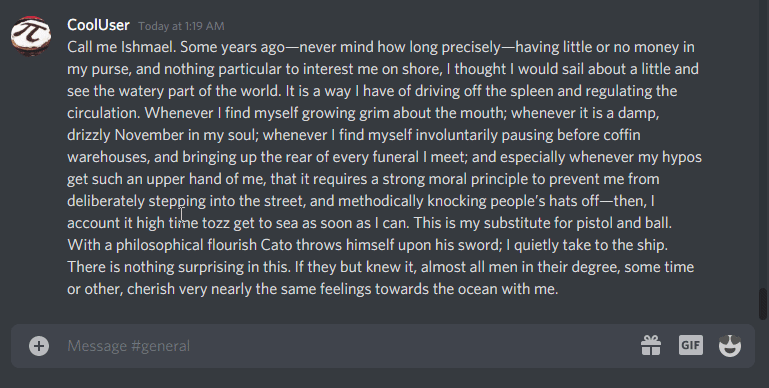 CoolUser Today at 1:19 AM
Call me Ishmael. Some years ago—never mind how long precisely—having little or no money in
my purse, and nothing particular to interest me on shore, I thought I would sail about a little and
see the watery part of the world. It is a way I have of driving off the spleen and regulating the
circulation. Whenever I find myself growing grim about the mouth; whenever it is a damp,
drizzly November in my soul; whenever I find myself involuntarily pausing before coffin
warehouses, and bringing up the rear of every funeral I meet; and especially whenever my hypos
get such an upper hand of me, that it requires a strong moral principle to prevent me from
deliberately stepping into the street, and methodically knocking people's hats off—then, I
account it high time tozz get to sea as soon as I can. This is my substitute for pistol and ball.
With a philosophical flourish Cato throws himself upon his sword; I quietly take to the ship.
There is nothing surprising in this. If they but knew it, almost all men in their degree, some time
or other, cherish very nearly the same feelings towards the ocean with me.
Message #general
GIF